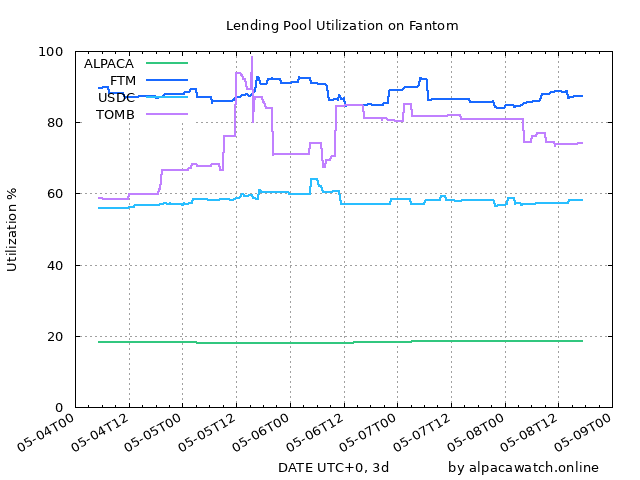 Lending Pool Utilization on Fantom
100
80
60
40
20
0
Utilization %
ALPACA
FTM
USDC
TOMB
05-04T00
05-04T12
05-05T00
05-05T12
05-06T00
05-06T12
05-07T00
05-07T12
05-08T00
05-08T12
05-09T00
DATE UTC+0, 3d
by alpacawatch.online